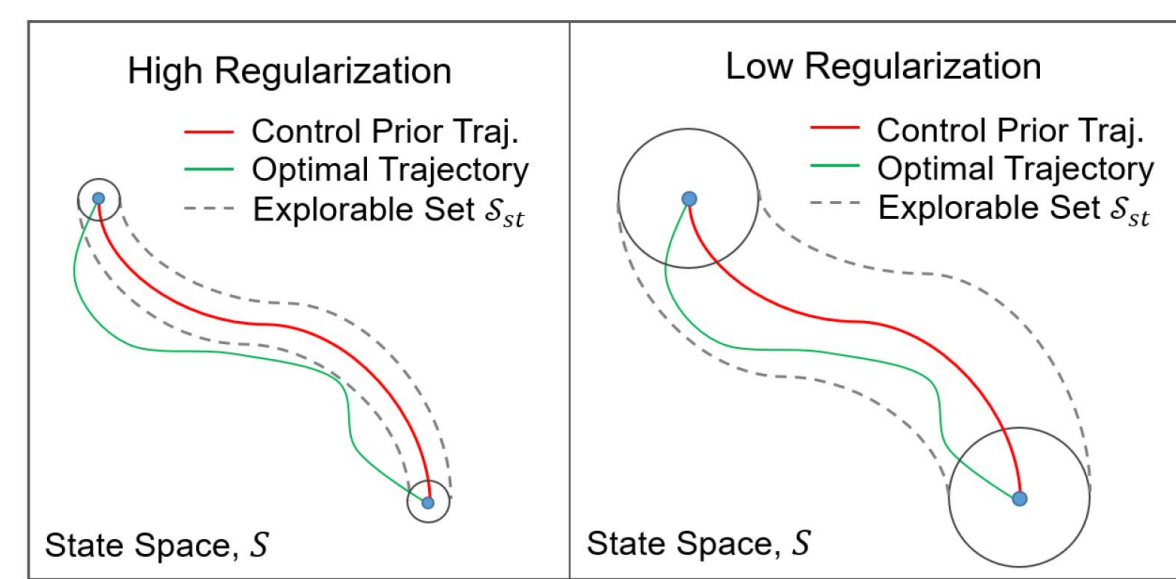 High Regularization
Control Prior Traj.
Optimal Trajectory
Explorable Set 𝒮𝑠𝑡
State Space, 𝑆
Low Regularization
Control Prior Traj.
Optimal Trajectory
Explorable Set 𝒮𝑠𝑡
State Space, 𝑆